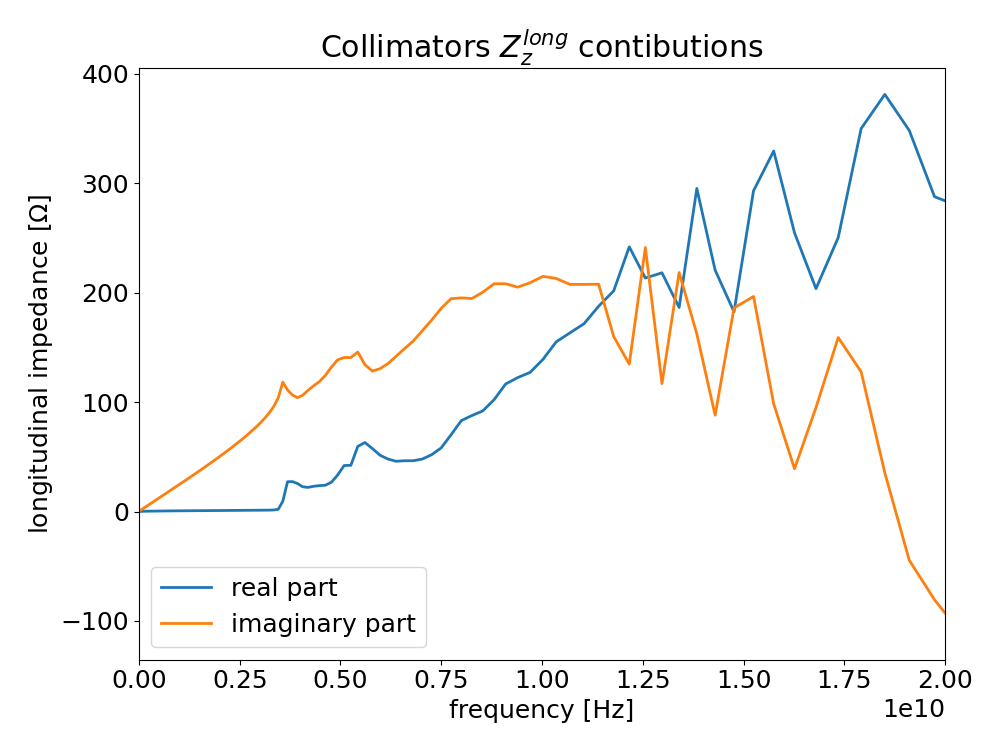 Collimators $Z_z^{long}$ contibutions
longitudinal impedance [Ω]
400
300
200
100
0
−100
real part
imaginary part
0.00 0.25 0.50 0.75 1.00 1.25 1.50 1.75 2.00
frequency [Hz]
1e10